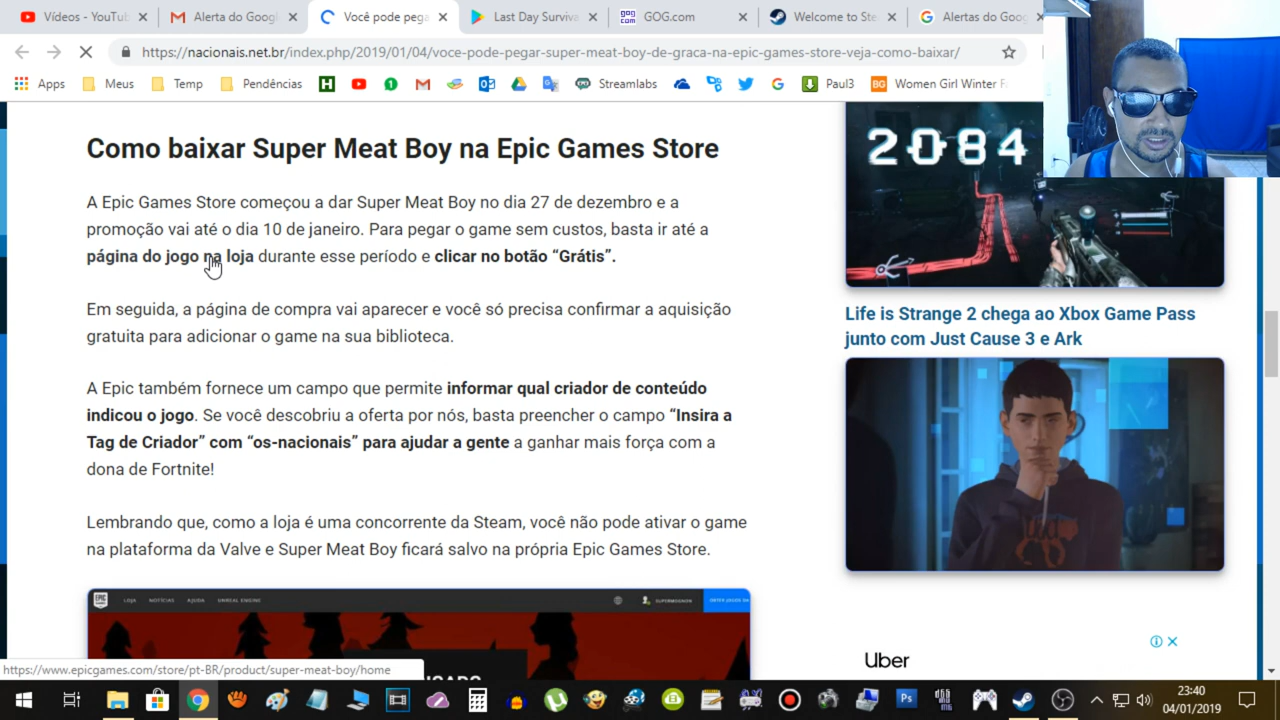 Vídeos - YouTub
Alerta do Googl
Você pode pega
Last Day Surviva
GOG.com
Welcome to Ste
Alertas do Goog
https://nacionais.net.br/index.php/2019/01/04/voce-pode-pegar-super-meat-boy-de-graca-na-epic-games-store-veja-como-baixar/
Apps
Meus
Temp
Pendências
Streamlabs
Paul3
BG
Women Girl Winter F
Como baixar Super Meat Boy na Epic Games Store
A Epic Games Store começou a dar Super Meat Boy no dia 27 de dezembro e a
promoção vai até o dia 10 de janeiro. Para pegar o game sem custos, basta ir até a
página do jogo na loja durante esse período e clicar no botão “Grátis”.
Em seguida, a página de compra vai aparecer e você só precisa confirmar a aquisição
gratuita para adicionar o game na sua biblioteca.
A Epic também fornece um campo que permite informar qual criador de conteúdo
indicou o jogo. Se você descobriu a oferta por nós, basta preencher o campo “Insira a
Tag de Criador” com “os-nacionais” para ajudar a gente a ganhar mais força com a
dona de Fortnite!
Lembrando que, como a loja é uma concorrente da Steam, você não pode ativar o game
na plataforma da Valve e Super Meat Boy ficará salvo na própria Epic Games Store.
EPIC
LOJA
NOTÍCIAS
AJUDA
UNREAL ENGINE
2084
Life is Strange 2 chega ao Xbox Game Pass
junto com Just Cause 3 e Ark
Uber
https://www.epicgames.com/store/pt-BR/product/super-meat-boy/home
23:40
04/01/2019